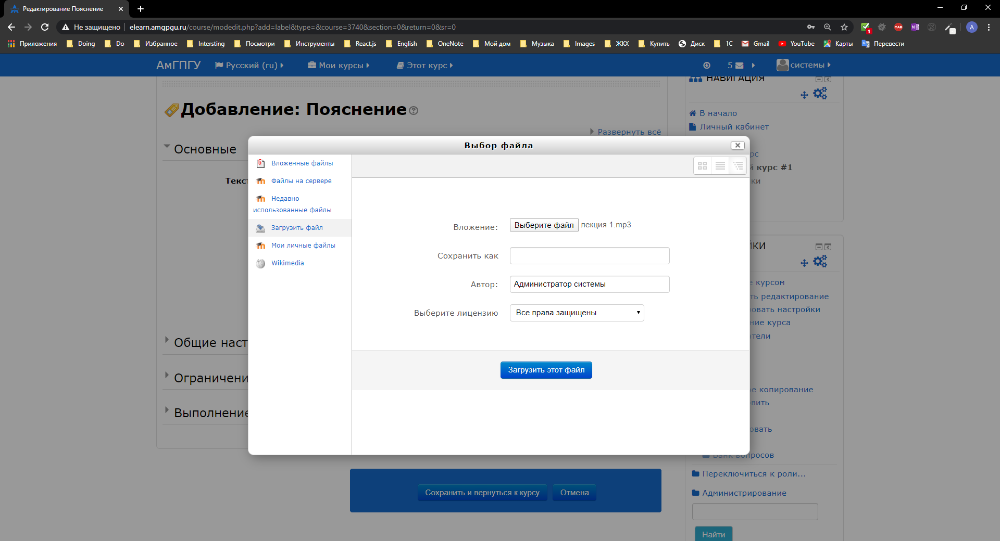 Редактирование Пояснение
Не защищено elearn.amgpgu.ru/course/modedit.php?add=label&type=&course=3740&section=0&return=0&sr=0
Приложения Doing Do Избранное Intersting Посмотри Инструменты React.js English OneNote Мой дом Музыка Images ЖКХ Купить Диск 1С Gmail YouTube Карты Перевести
АмГПГУ Русский (ru) Мои курсы Этот курс 5 системы
НАВИГАЦИЯ
Добавление: Пояснение
В начало
Личный кабинет
Развернуть всё
Основные
Выбор файла
Вложенные файлы
Файлы на сервере
Недавно
использованные файлы
Загрузить файл
Мои личные файлы
Wikimedia
Вложение: Выберите файл лекция 1.mp3
Сохранить как
Автор: Администратор системы
Выберите лицензию Все права защищены
Загрузить этот файл
Текс
Общие наст
Ограничени
Выполнение
Сохранить и вернуться к курсу Отмена
рс
й курс #1
ки
ЙКИ
е курсом
ть редактирование
овать настройки
ние курса
тели
е копирование
вить
овать
Банк вопросов
Переключиться к роли...
Администрирование
Найти